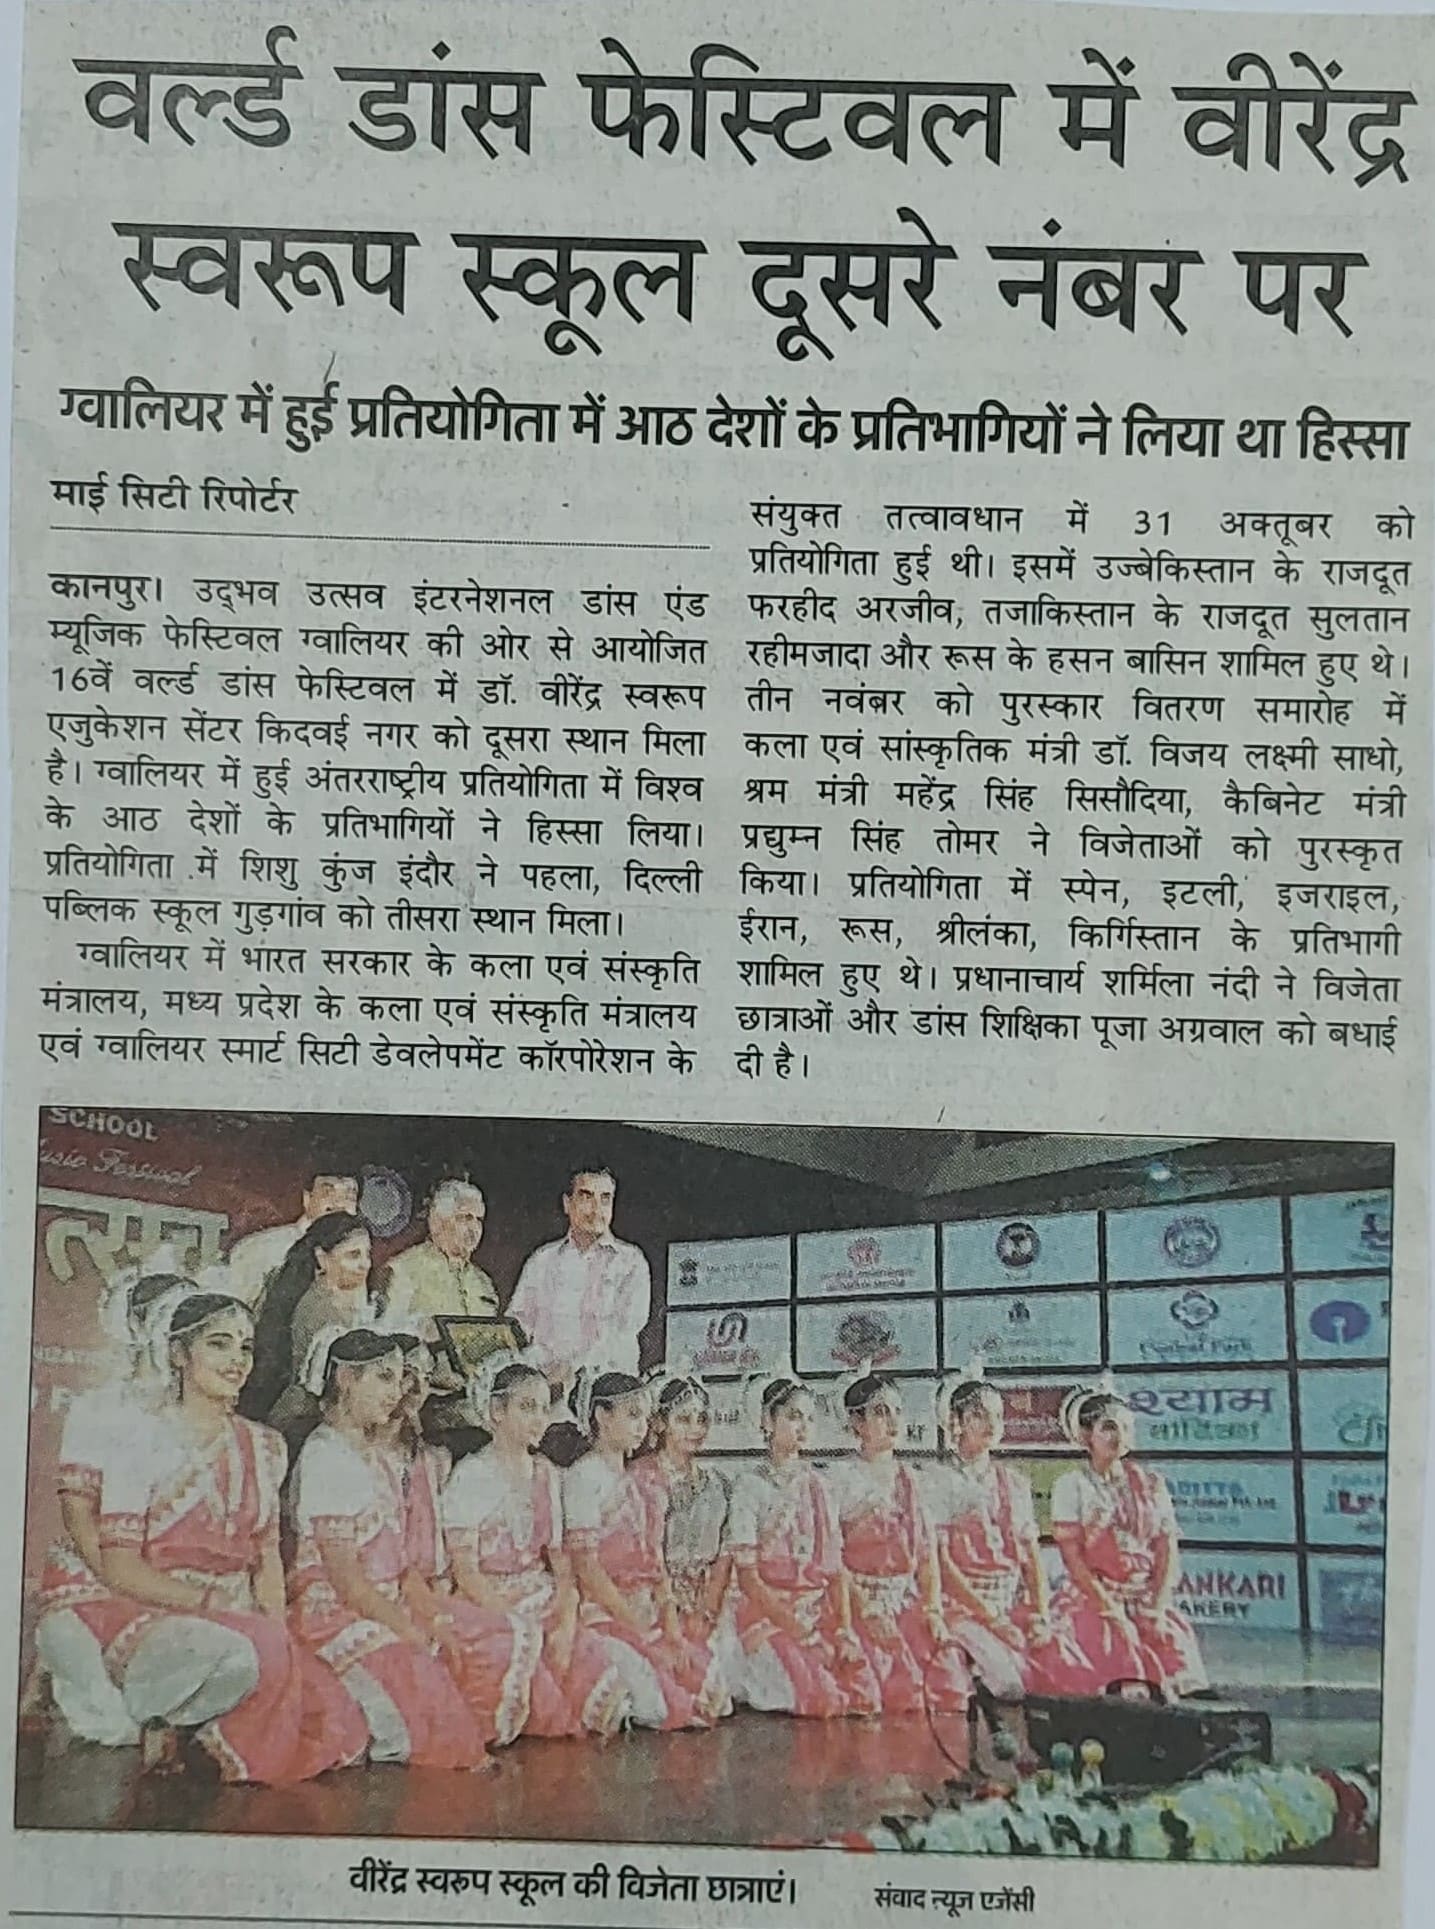 वर्ल्ड डांस फेस्टिवल में वीरेंद्र
स्वरूप स्कूल दूसरे नंबर पर
ग्वालियर में हुई प्रतियोगिता में आठ देशों के प्रतिभागियों ने लिया था हिस्सा
माई सिटी रिपोर्टर
कानपुर। उद्‌भव उत्सव इंटरनेशनल डांस एंड
म्यूजिक फेस्टिवल ग्वालियर की ओर से आयोजित
16वें वर्ल्ड डांस फेस्टिवल में डॉ. वीरेंद्र स्वरूप
एजुकेशन सेंटर किदवई नगर को दूसरा स्थान मिला
है। ग्वालियर में हुई अंतरराष्ट्रीय प्रतियोगिता में विश्व
के आठ देशों के प्रतिभागियों ने हिस्सा लिया।
प्रतियोगिता में शिशु कुंज इंदौर ने पहला, दिल्ली
पब्लिक स्कूल गुड़गांव को तीसरा स्थान मिला।
ग्वालियर में भारत सरकार के कला एवं संस्कृति
मंत्रालय, मध्य प्रदेश के कला एवं संस्कृति मंत्रालय
एवं ग्वालियर स्मार्ट सिटी डेवलेपमेंट कॉरपोरेशन के
संयुक्त तत्वावधान में 31 अक्तूबर को
प्रतियोगिता हुई थी। इसमें उज्बेकिस्तान के राजदूत
फरहीद अरजीव, तजाकिस्तान के राजदूत सुलतान
रहीमजादा और रूस के हसन बासिन शामिल हुए थे।
तीन नवंबर को पुरस्कार वितरण समारोह में
कला एवं सांस्कृतिक मंत्री डॉ. विजय लक्ष्मी साधो,
श्रम मंत्री महेंद्र सिंह सिसौदिया, कैबिनेट मंत्री
प्रद्युम्न सिंह तोमर ने विजेताओं को पुरस्कृत
किया। प्रतियोगिता में स्पेन, इटली, इजराइल,
ईरान, रूस, श्रीलंका, किर्गिस्तान के प्रतिभागी
शामिल हुए थे। प्रधानाचार्य शर्मिला नंदी ने विजेता
छात्राओं और डांस शिक्षिका पूजा अग्रवाल को बधाई
दी है।
SCHOOL
usic Festival
त्सव
श्याम
वाटिका
ANKARI
AKERY
वीरेंद्र स्वरूप स्कूल की विजेता छात्राएं।
संवाद न्यूज एजेंसी